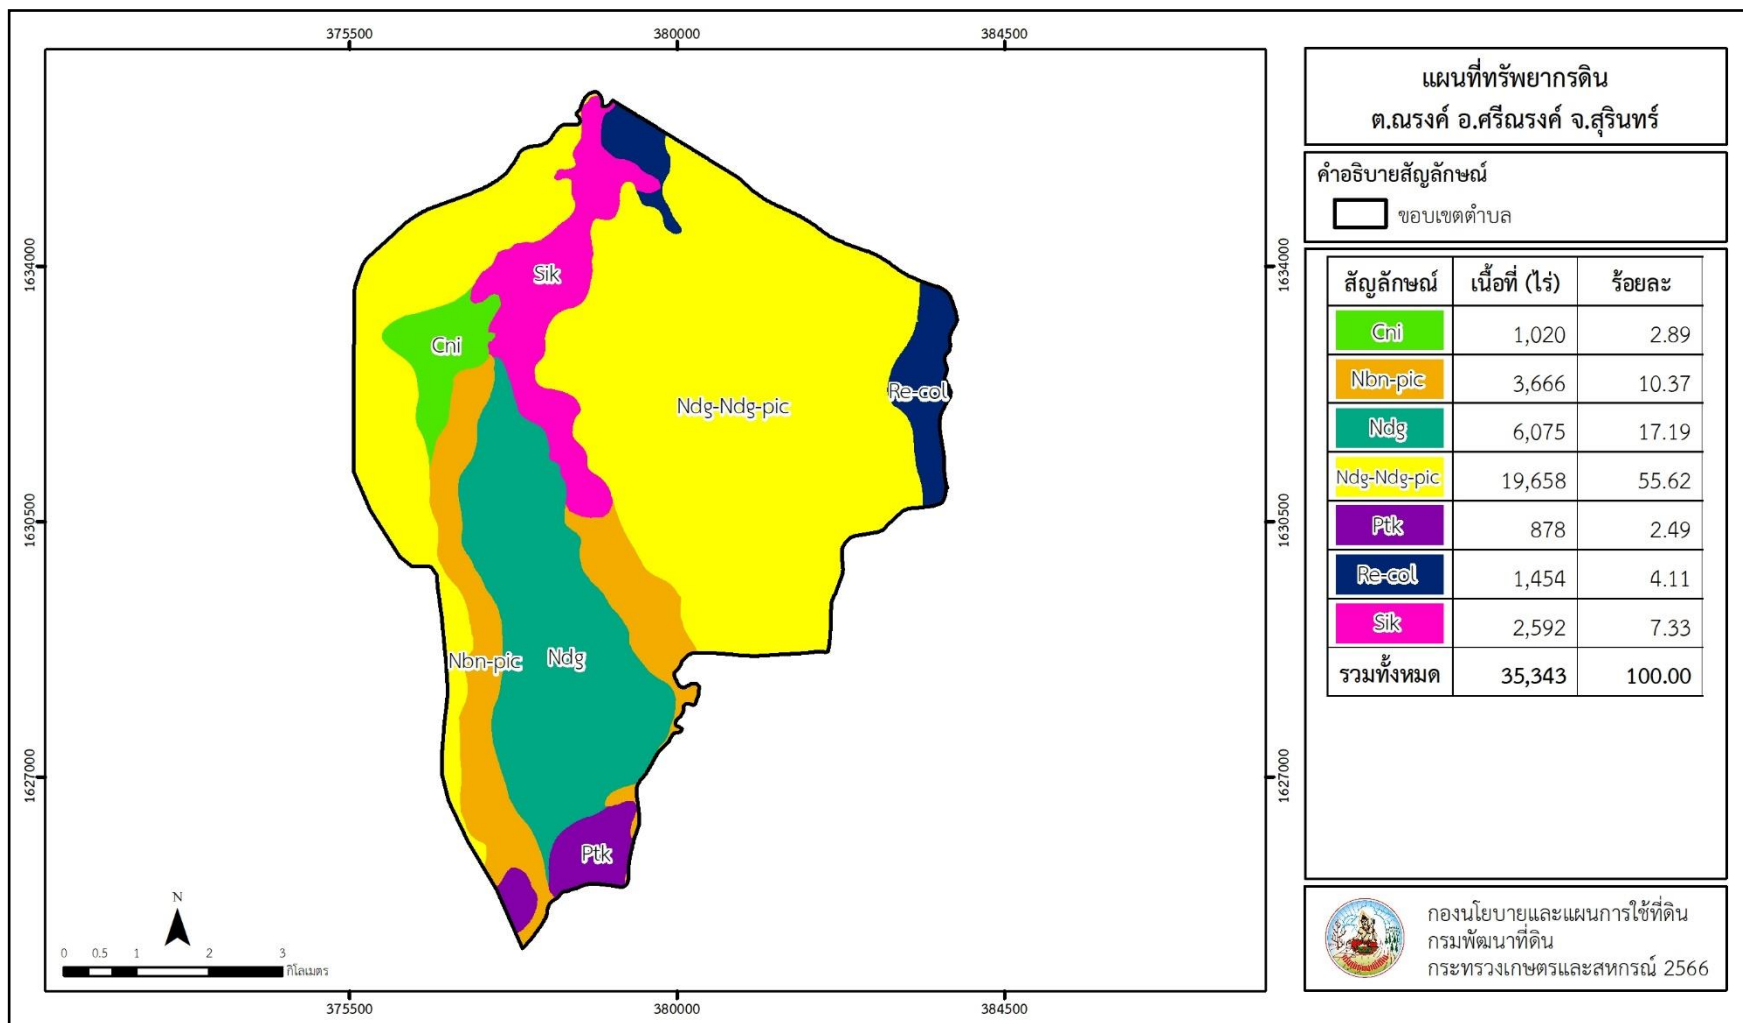 375500
380000
384500
1634000
1630500
1627000
1634000
1630500
1627000
375500
380000
384500
Sik
Cni
Ndg-Ndg-pic
Re-col
Nbn-pic
Ndg
Ptk
N
0 0.5 1 2 3
กิโลเมตร
แผนที่ทรัพยากรดิน
ต.ณรงค์ อ.ศรีณรงค์ จ.สุรินทร์
คำอธิบายสัญลักษณ์
ขอบเขตตำบล
สัญลักษณ์ เนื้อที่ (ไร่) ร้อยละ
Cni 1,020 2.89
Nbn-pic 3,666 10.37
Ndg 6,075 17.19
Ndg-Ndg-pic 19,658 55.62
Ptk 878 2.49
Re-col 1,454 4.11
Sik 2,592 7.33
รวมทั้งหมด 35,343 100.00
กองนโยบายและแผนการใช้ที่ดิน
กรมพัฒนาที่ดิน
กระทรวงเกษตรและสหกรณ์ 2566